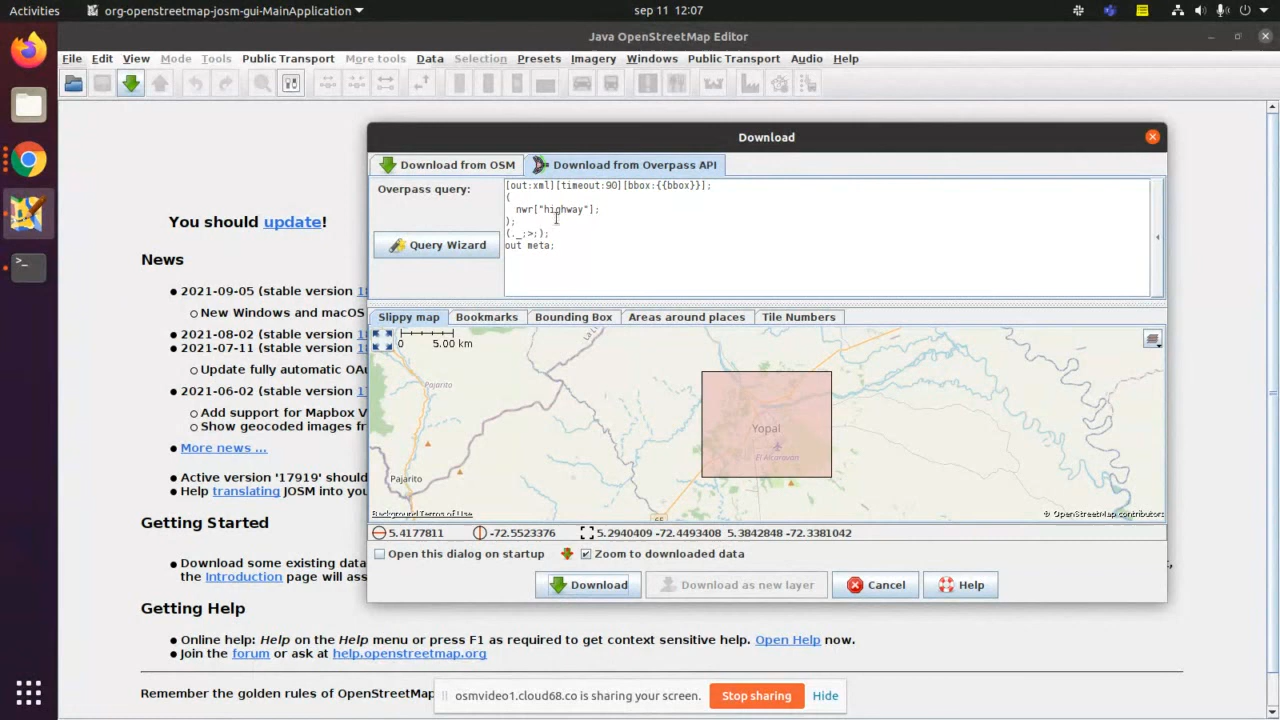 Activities org-openstreetmap-josm-gui-MainApplication sep 11 12:07
Java OpenStreetMap Editor
File Edit View Mode Tools Public Transport More tools Data Selection Presets Imagery Windows Public Transport Audio Help
Download
Download from OSM Download from Overpass API
Overpass query:
Query Wizard
[out:xml][timeout:90][bbox:{{bbox}}];
(
nwr["highway"];
);
(._;>;);
out meta;
Slippy map Bookmarks Bounding Box Areas around places Tile Numbers
0 5.00 km
Pajarito
Yopal
El Alcaraván
Pajarito
65
Background Terms of Use
© OpenStreetMap contributors
5.4177811 -72.5523376 5.2940409 -72.4493408 5.3842848 -72.3381042
Open this dialog on startup Zoom to downloaded data
Download Download as new layer Cancel Help
You should update!
News
2021-09-05 (stable version 1
New Windows and macOS
2021-08-02 (stable version 1
2021-07-11 (stable version 1
Update fully automatic OAu
2021-06-02 (stable version 1
Add support for Mapbox V
Show geocoded images fr
More news ...
Active version '17919' should
Help translating JOSM into you
Getting Started
Download some existing data
the Introduction page will ass
Getting Help
Online help: Help on the Help menu or press F1 as required to get context sensitive help. Open Help now.
Join the forum or ask at help.openstreetmap.org
Remember the golden rules of OpenStreetMap
osmvideo1.cloud68.co is sharing your screen. Stop sharing Hide